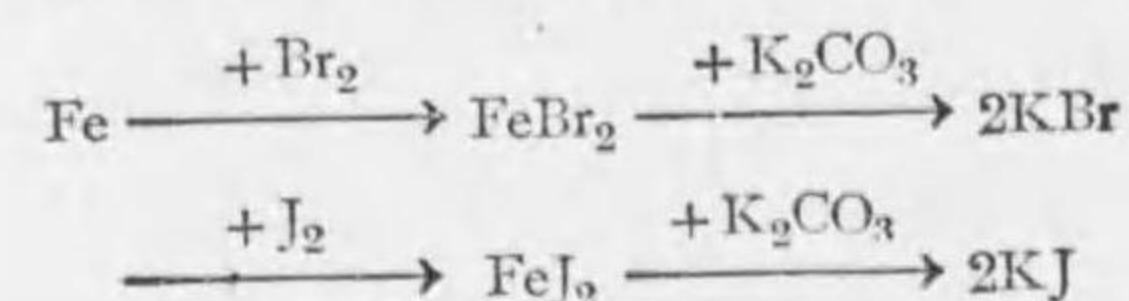 +Br₂ +K₂CO₃
Fe ⟶ FeBr₂ ⟶ 2KBr
+J₂ +K₂CO₃
⟶ FeJ₂ ⟶ 2KJ